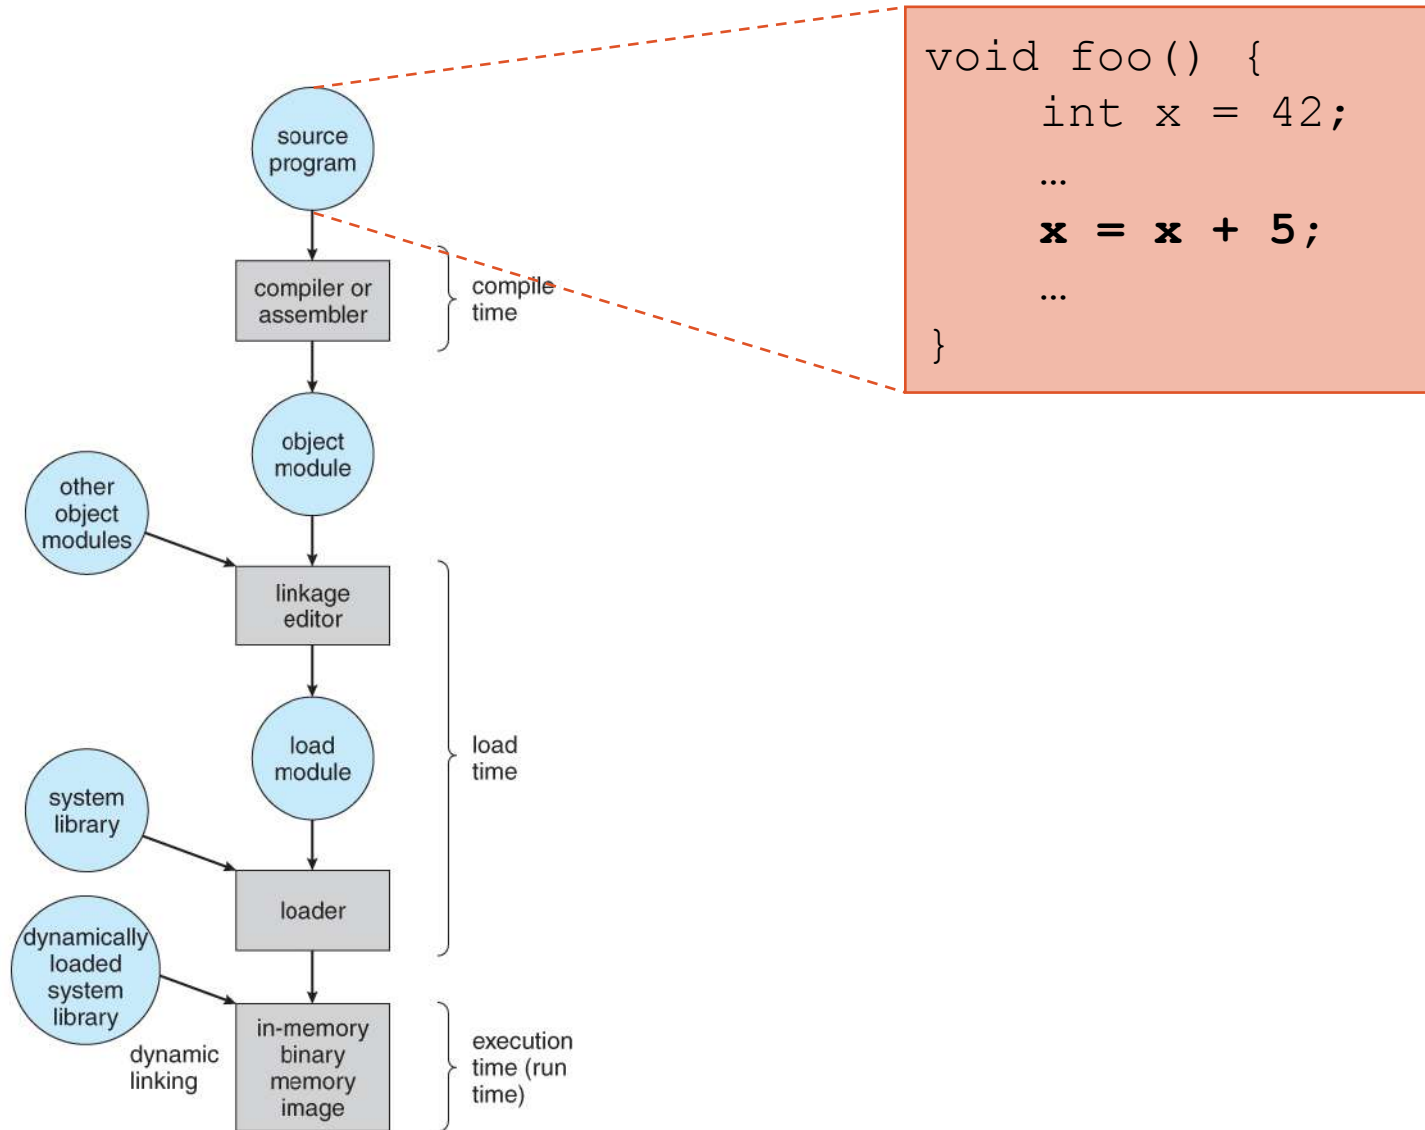 void foo() {
int x = 42;
…
x = x + 5;
…
}
source
program
compiler or
assembler
compile
time
object
module
other
object
modules
linkage
editor
load
module
load
time
system
library
loader
dynamically
loaded
system
library
dynamic
linking
in-memory
binary
memory
image
execution
time (run
time)